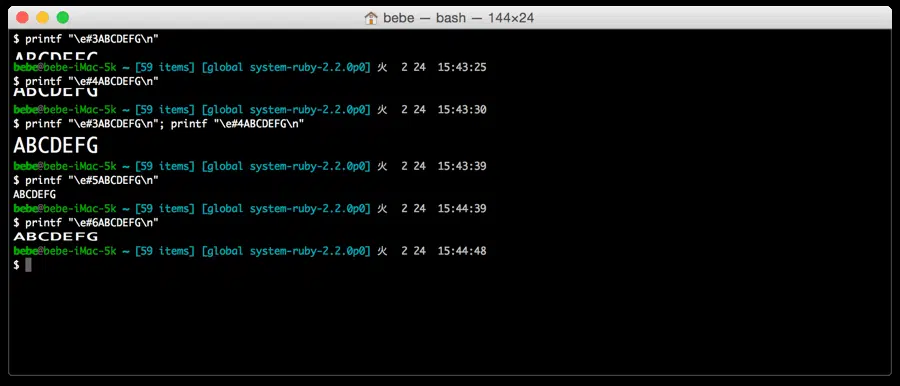 bebe — bash — 144×24
$ printf "\e#3ABCDEFG\n"
ABCDEFG
bebe@bebe-iMac-5k ~ [59 items] [global system-ruby-2.2.0p0] 火  2 24  15:43:25
$ printf "\e#4ABCDEFG\n"
ABCDEFG
bebe@bebe-iMac-5k ~ [59 items] [global system-ruby-2.2.0p0] 火  2 24  15:43:30
$ printf "\e#3ABCDEFG\n"; printf "\e#4ABCDEFG\n"
ABCDEFG
bebe@bebe-iMac-5k ~ [59 items] [global system-ruby-2.2.0p0] 火  2 24  15:43:39
$ printf "\e#5ABCDEFG\n"
ABCDEFG
bebe@bebe-iMac-5k ~ [59 items] [global system-ruby-2.2.0p0] 火  2 24  15:44:39
$ printf "\e#6ABCDEFG\n"
ABCDEFG
bebe@bebe-iMac-5k ~ [59 items] [global system-ruby-2.2.0p0] 火  2 24  15:44:48
$